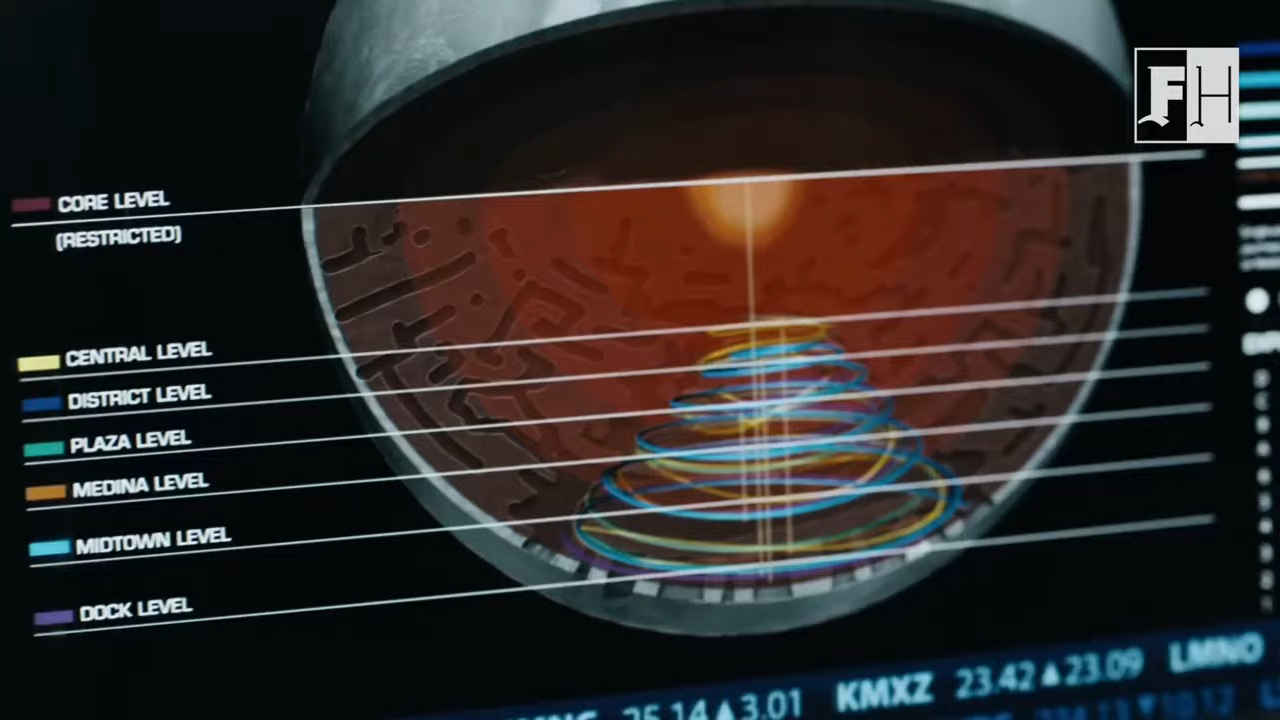 FH
CORE LEVEL
(RESTRICTED)
CENTRAL LEVEL
DISTRICT LEVEL
PLAZA LEVEL
MEDINA LEVEL
MIDTOWN LEVEL
DOCK LEVEL
25.14▲3.01 KMXZ 23.42▲23.09 LMNO